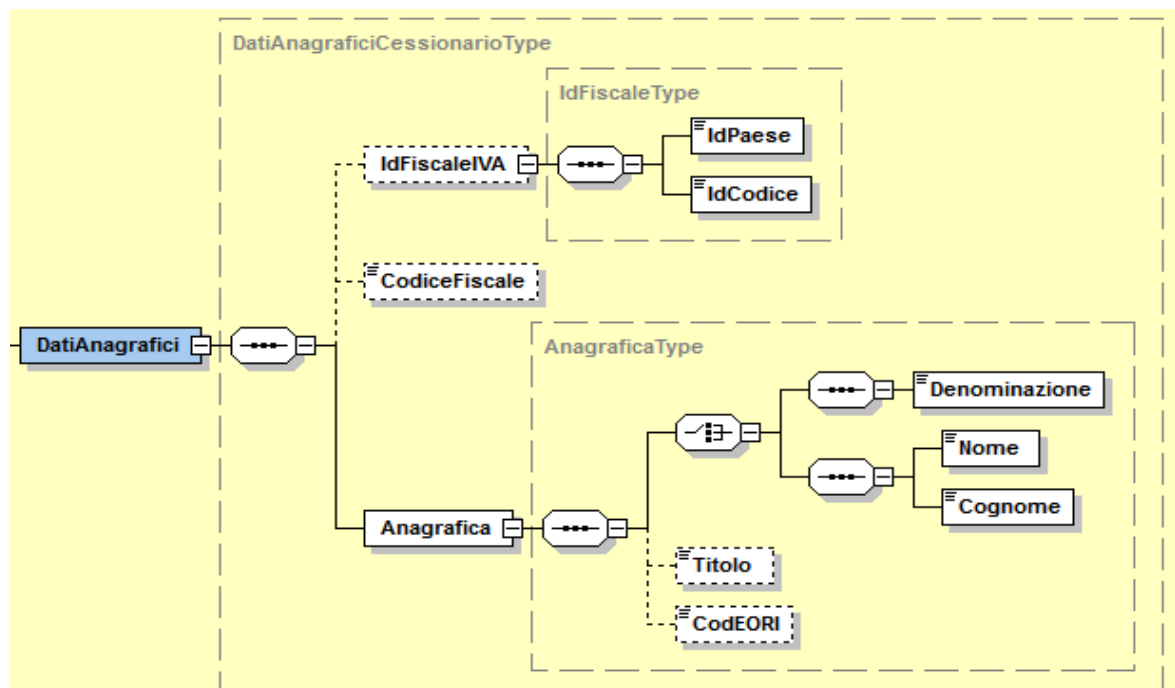 DatiAnagraficiCessionarioType
IdFiscaleType
IdPaese
IdFiscaleIVA
IdCodice
CodiceFiscale
DatiAnagrafici
AnagraficaType
Denominazione
Nome
Cognome
Anagrafica
Titolo
CodEORI